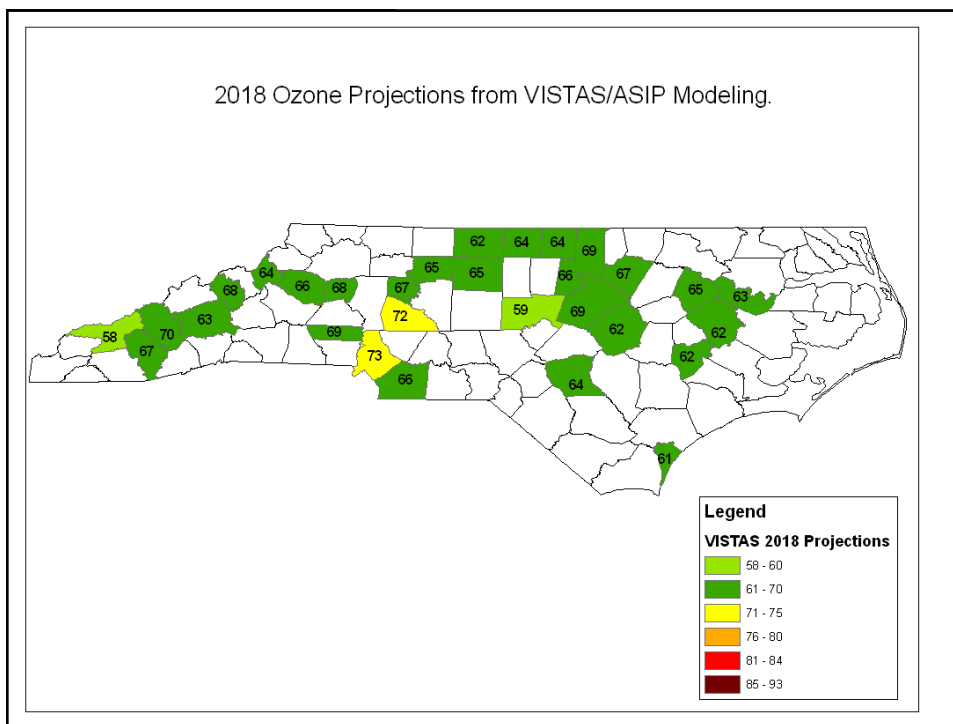 2018 Ozone Projections from VISTAS/ASIP Modeling.
62 64 64 69
65 65 66 67
64 66 68 67 65 63
68
72 59 69
70 63 62 62
58 67 69
73 62
66 64
61
Legend
VISTAS 2018 Projections
58 - 60
61 - 70
71 - 75
76 - 80
81 - 84
85 - 93